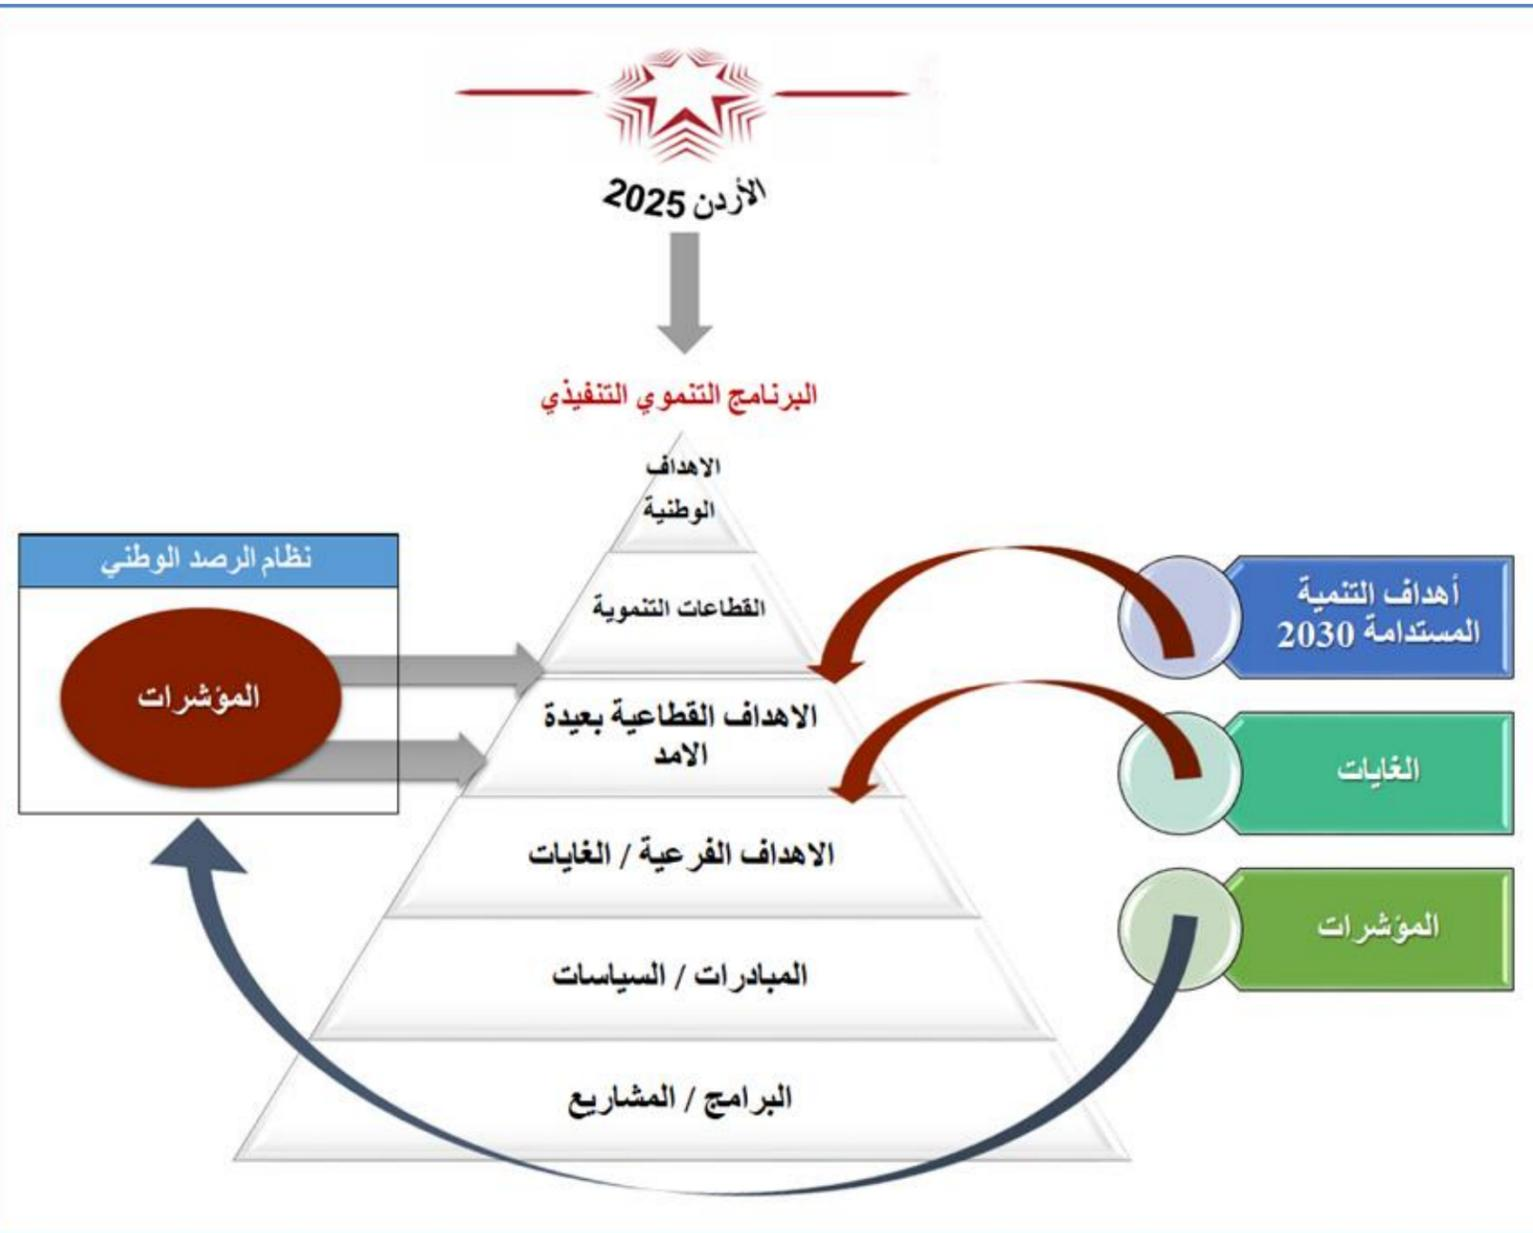 الأردن 2025
البرنامج التنموي التنفيذي
الاهداف
الوطنية
القطاعات التنموية
الاهداف القطاعية بعيدة
الامد
الاهداف الفرعية / الغايات
المبادرات / السياسات
البرامج / المشاريع
أهداف التنمية
المستدامة 2030
الغايات
المؤشرات
نظام الرصد الوطني
المؤشرات